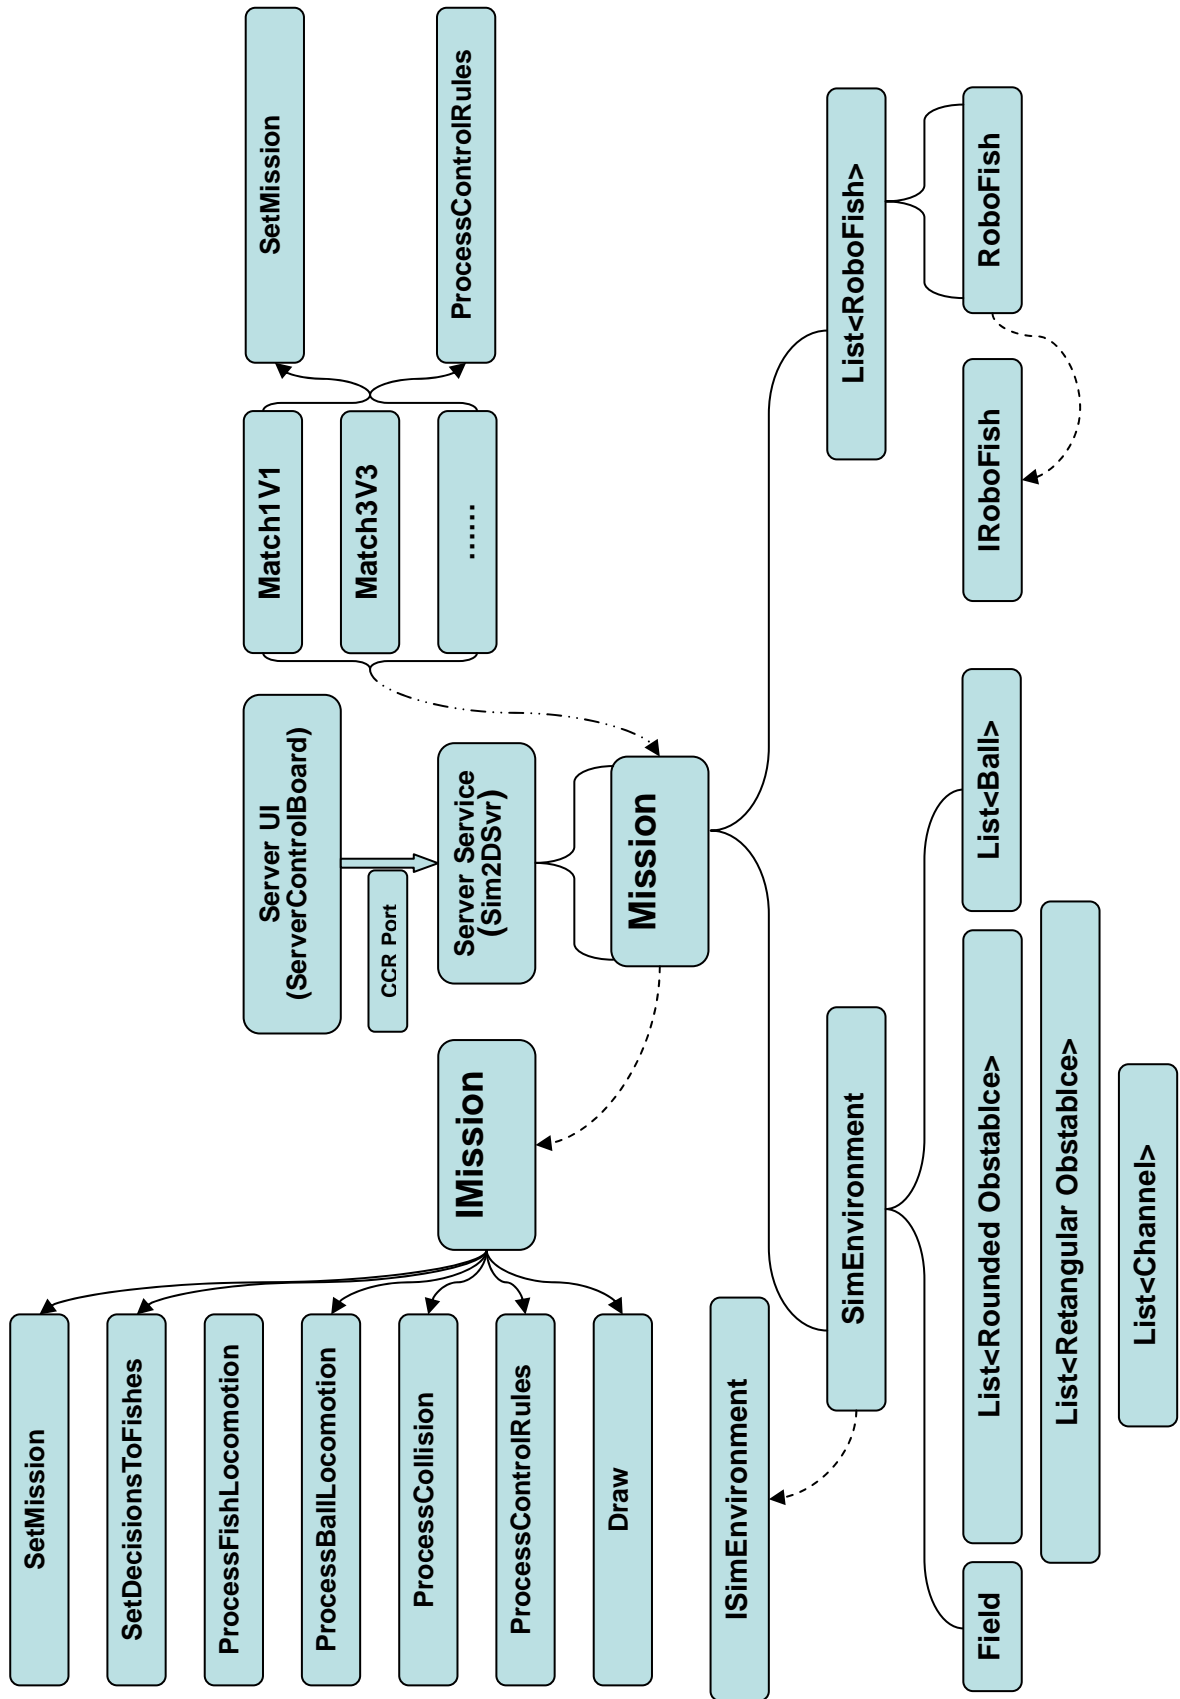 SetMission
SetDecisionsToFishes
ProcessFishLocomotion
ProcessBallLocomotion
ProcessCollision
ProcessControlRules
Draw
IMission
Server UI
(ServerControlBoard)
CCR Port
Server Service
(Sim2DSvr)
Mission
Match1V1
Match3V3
......
SetMission
ProcessControlRules
ISimEnvironment
SimEnvironment
Field
List<Rounded Obstablce>
List<Retangular Obstablce>
List<Channel>
List<Ball>
List<RoboFish>
IRoboFish
RoboFish